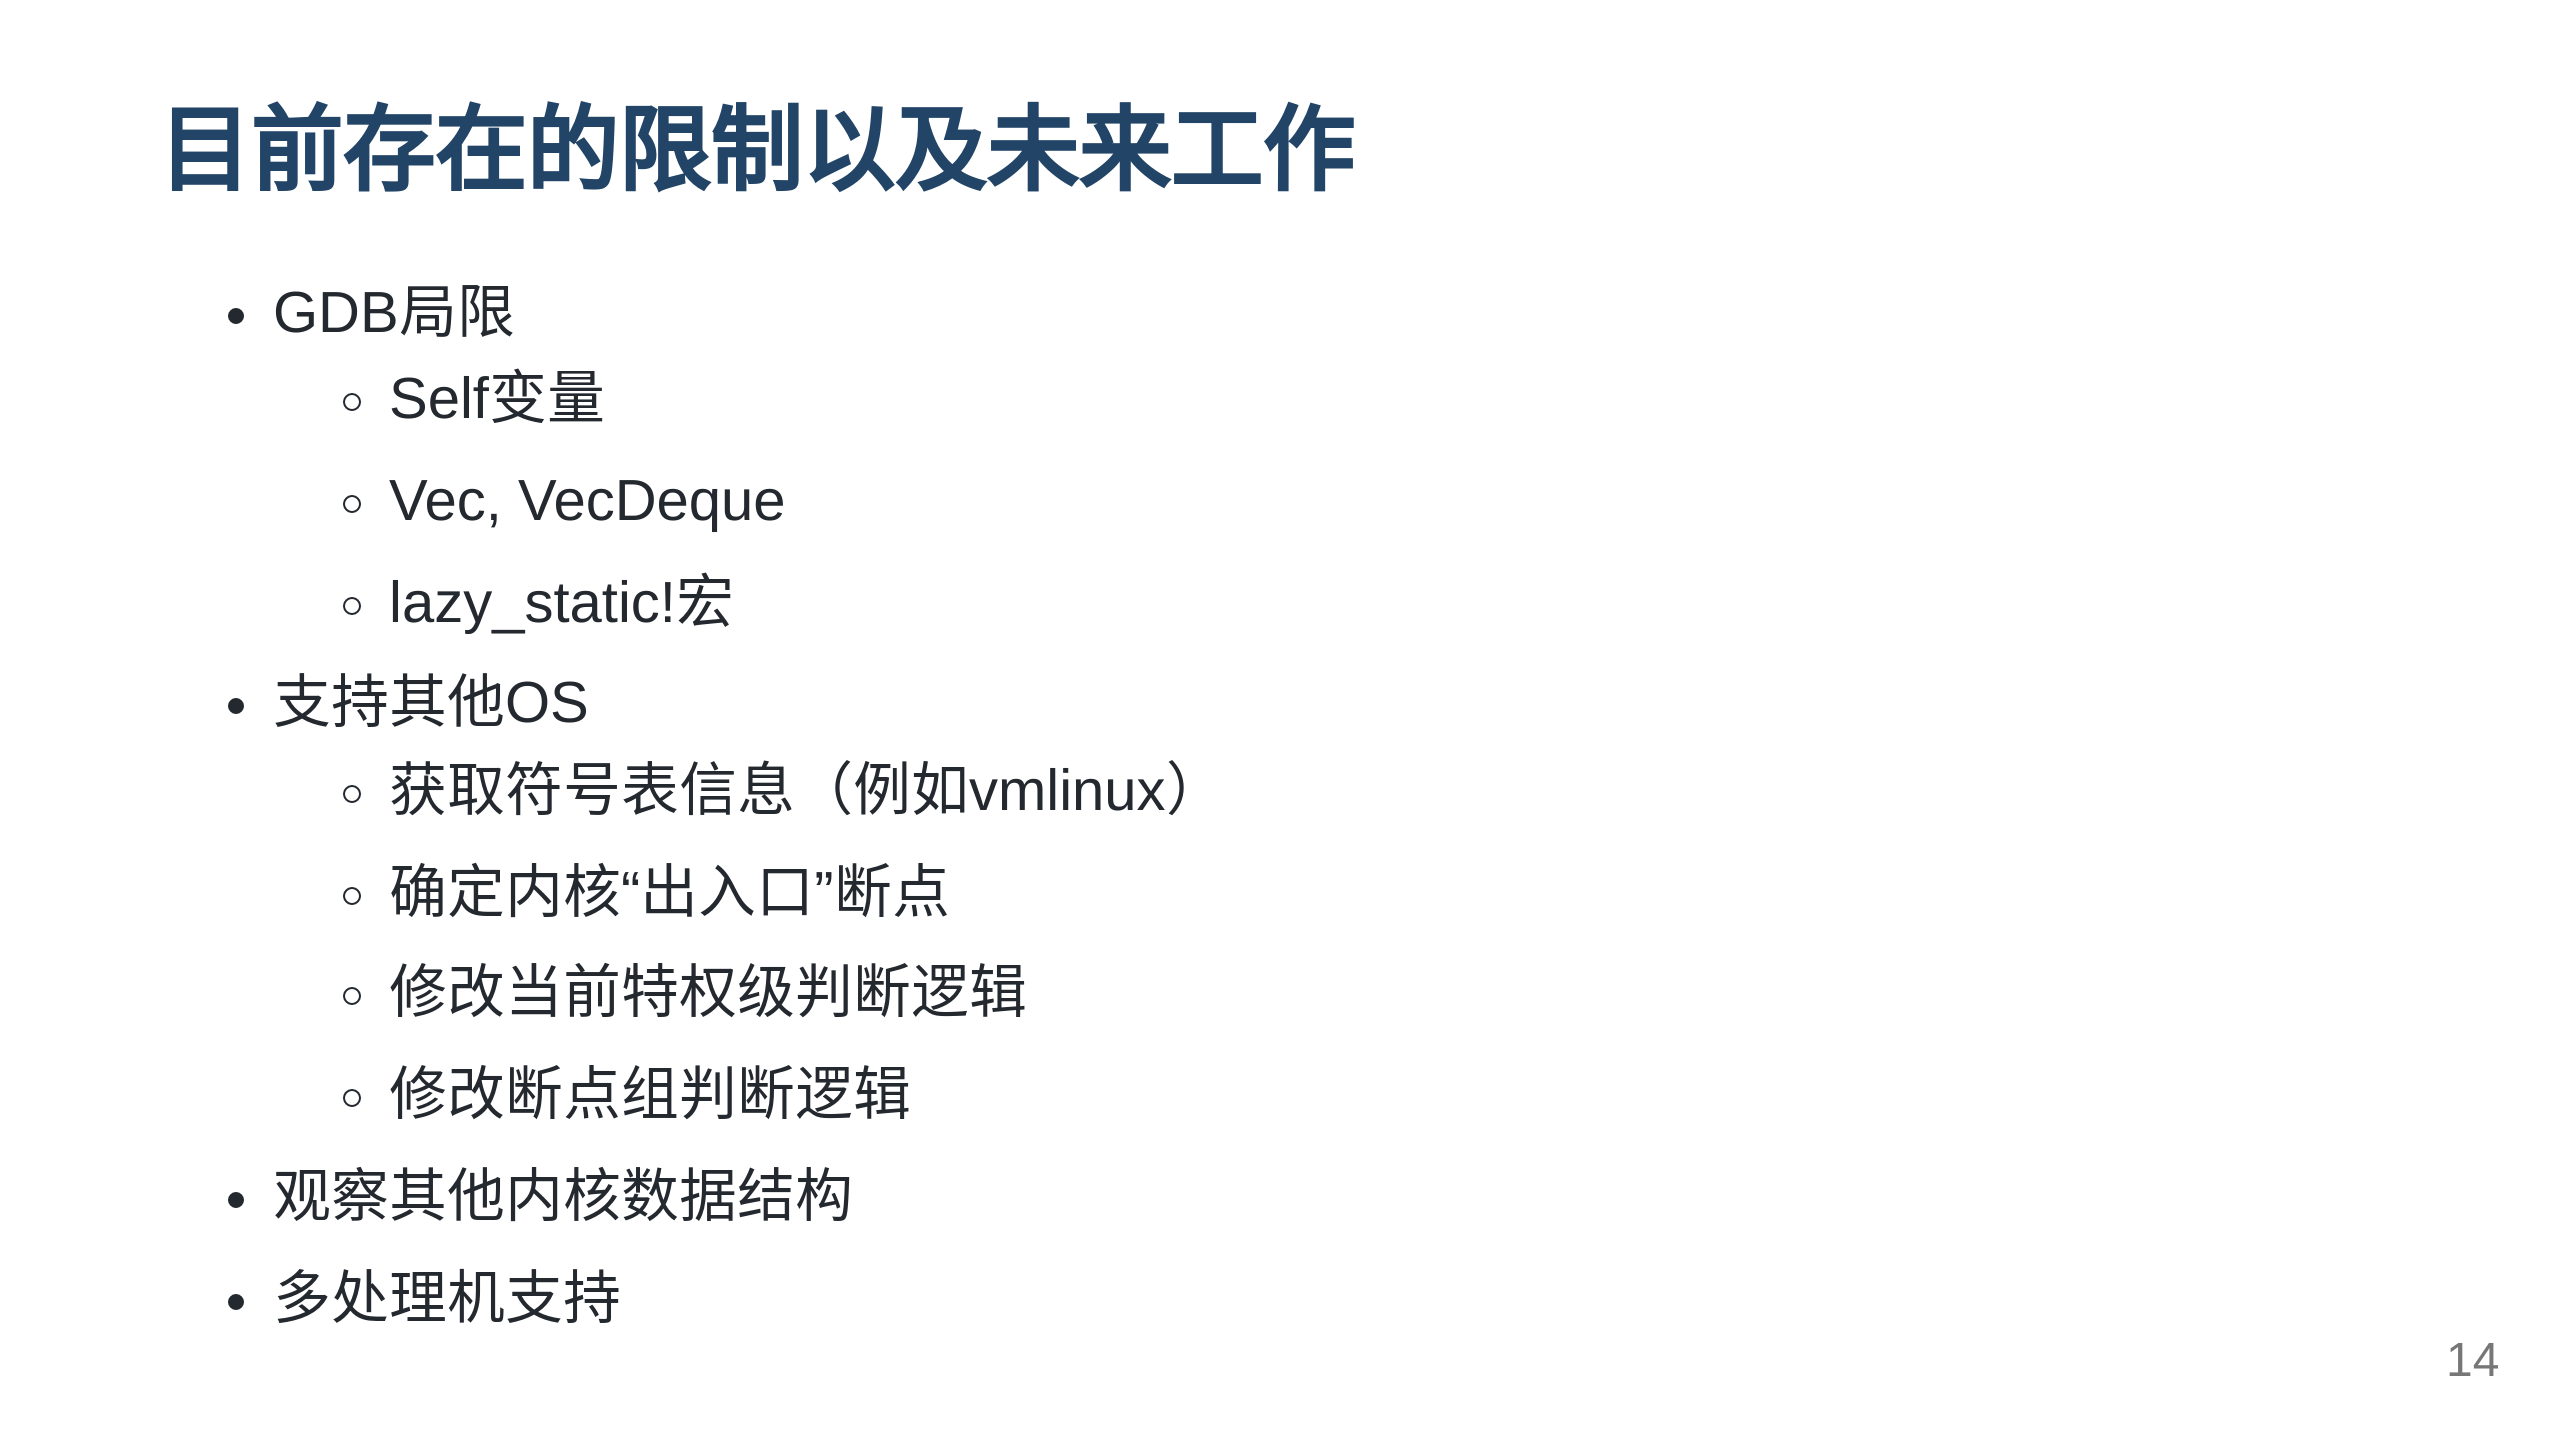 目前存在的限制以及未来工作
GDB局限
Self变量
Vec, VecDeque
lazy_static!宏
支持其他OS
获取符号表信息（例如vmlinux）
确定内核“出入口”断点
修改当前特权级判断逻辑
修改断点组判断逻辑
观察其他内核数据结构
多处理机支持
14